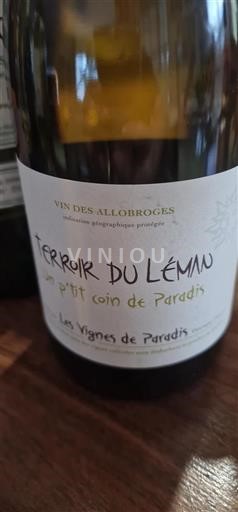 VIN DES ALLOBROGES
indication géographique protégée
TERROIR DU LÉMAN
VINIOU
un p'tit coin de Paradis
Les Vignes de Paradis